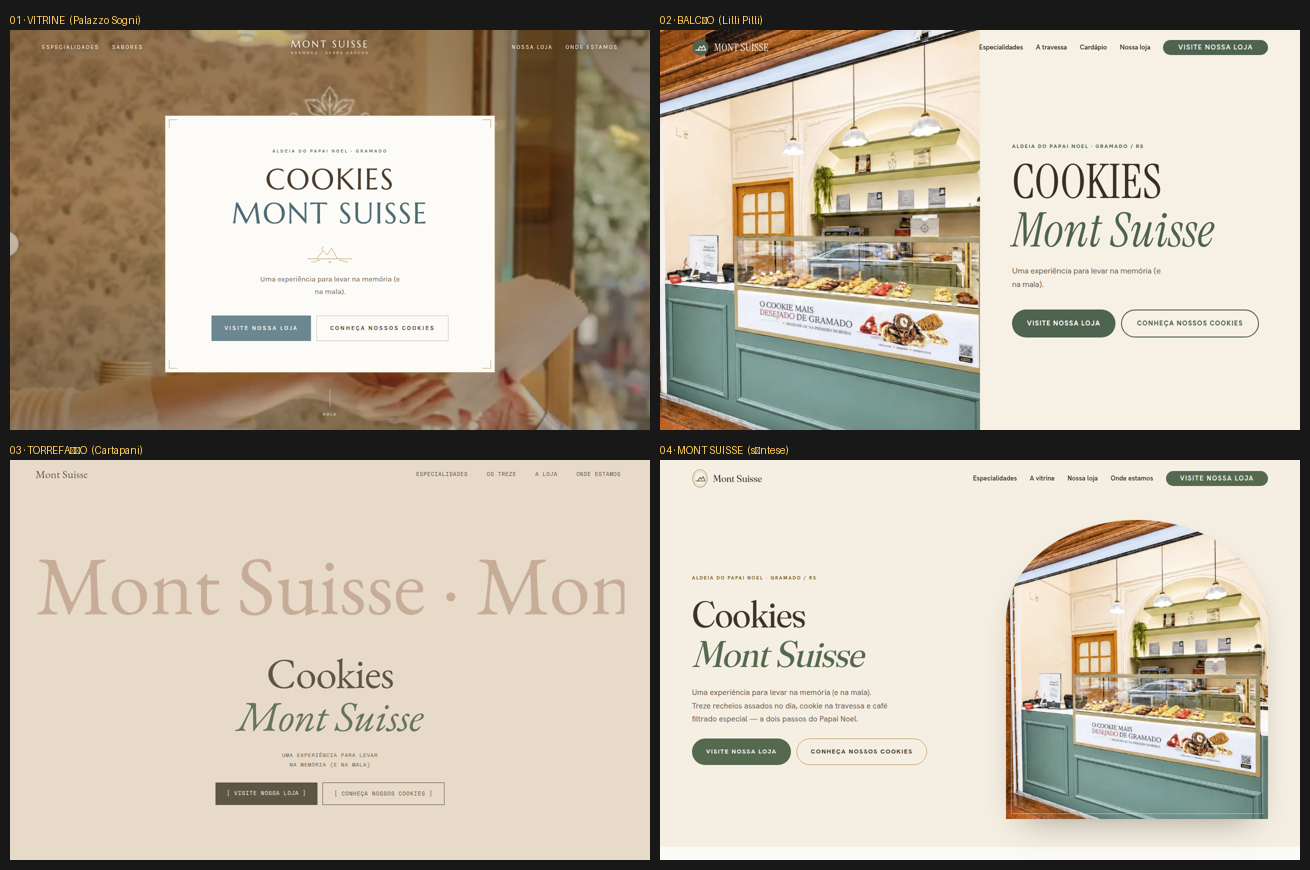 01 · VITRINE (Palazzo Sogni)
ESPECIALIDADES SABORES
MONT SUISSE
NOSSA LOJA ONDE ESTAMOS
ALDEIA DO PAPAI NOEL · GRAMADO
COOKIES
MONT SUISSE
Uma experiência para levar na memória (e
na mala).
VISITE NOSSA LOJA
CONHEÇA NOSSOS COOKIES
ROLE
02 · BALC O (Lilli Pilli)
MONT SUISSE
Especialidades A travessa Cardápio Nossa loja VISITE NOSSA LOJA
O COOKIE MAIS
DESEJADO DE GRAMADO
ALDEIA DO PAPAI NOEL · GRAMADO / RS
COOKIES
Mont Suisse
Uma experiência para levar na memória (e
na mala).
VISITE NOSSA LOJA
CONHEÇA NOSSOS COOKIES
03 · TORREFA O (Cartapani)
Mont Suisse
ESPECIALIDADES OS TREZE A LOJA ONDE ESTAMOS
Mont Suisse · Mon
Cookies
Mont Suisse
UMA EXPERIÊNCIA PARA LEVAR
NA MEMÓRIA (E NA MALA)
[ VISITE NOSSA LOJA ]
[ CONHEÇA NOSSOS COOKIES ]
04 · MONT SUISSE (s ntese)
Mont Suisse
Especialidades A vitrine Nossa loja Onde estamos VISITE NOSSA LOJA
ALDEIA DO PAPAI NOEL · GRAMADO / RS
Cookies
Mont Suisse
Uma experiência para levar na memória (e na mala).
Treze recheios assados no dia, cookie na travessa e café
filtrado especial — a dois passos do Papai Noel.
VISITE NOSSA LOJA
CONHEÇA NOSSOS COOKIES
O COOKIE MAIS
DESEJADO DE GRAMADO